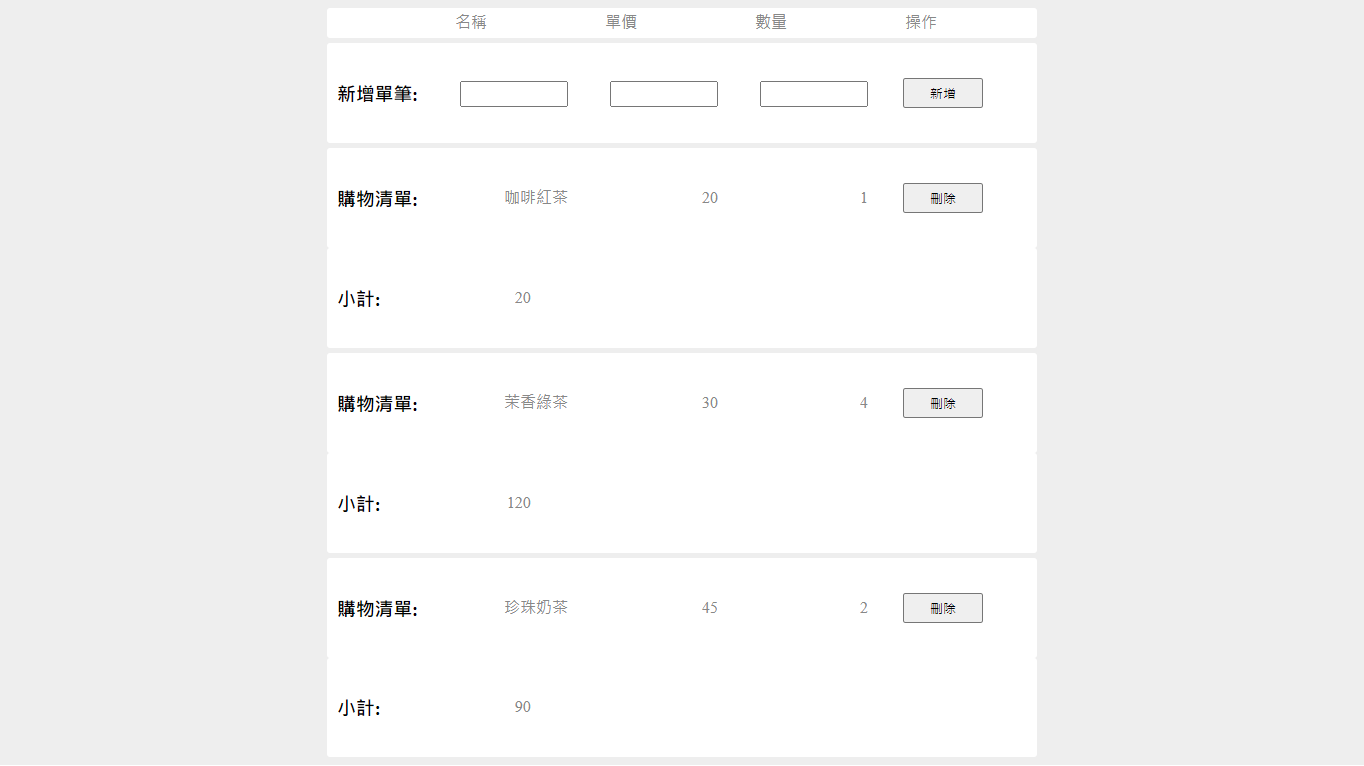 名稱 單價 數量 操作
新增單筆: 新增
購物清單: 咖啡紅茶 20 1 刪除
小計: 20
購物清單: 茉香綠茶 30 4 刪除
小計: 120
購物清單: 珍珠奶茶 45 2 刪除
小計: 90